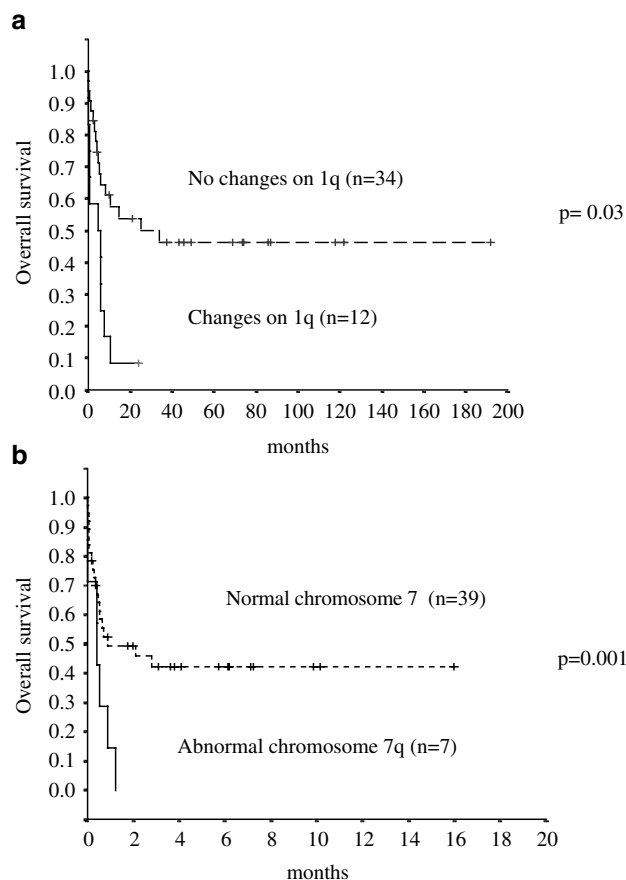 a
Overrall survival
1.0
0.9
0.8
0.7
0.6
0.5
0.4
0.3
0.2
0.1
0.0
No changes on 1q (n=34)
p= 0.03
Changes on 1q (n=12)
0 20 40 60 80 100 120 140 160 180 200
months
b
Overall survival
1.0
0.9
0.8
0.7
0.6
0.5
0.4
0.3
0.2
0.1
0.0
Normal chromosome 7 (n=39)
p=0.001
Abnormal chromosome 7q (n=7)
0 2 4 6 8 10 12 14 16 18 20
months